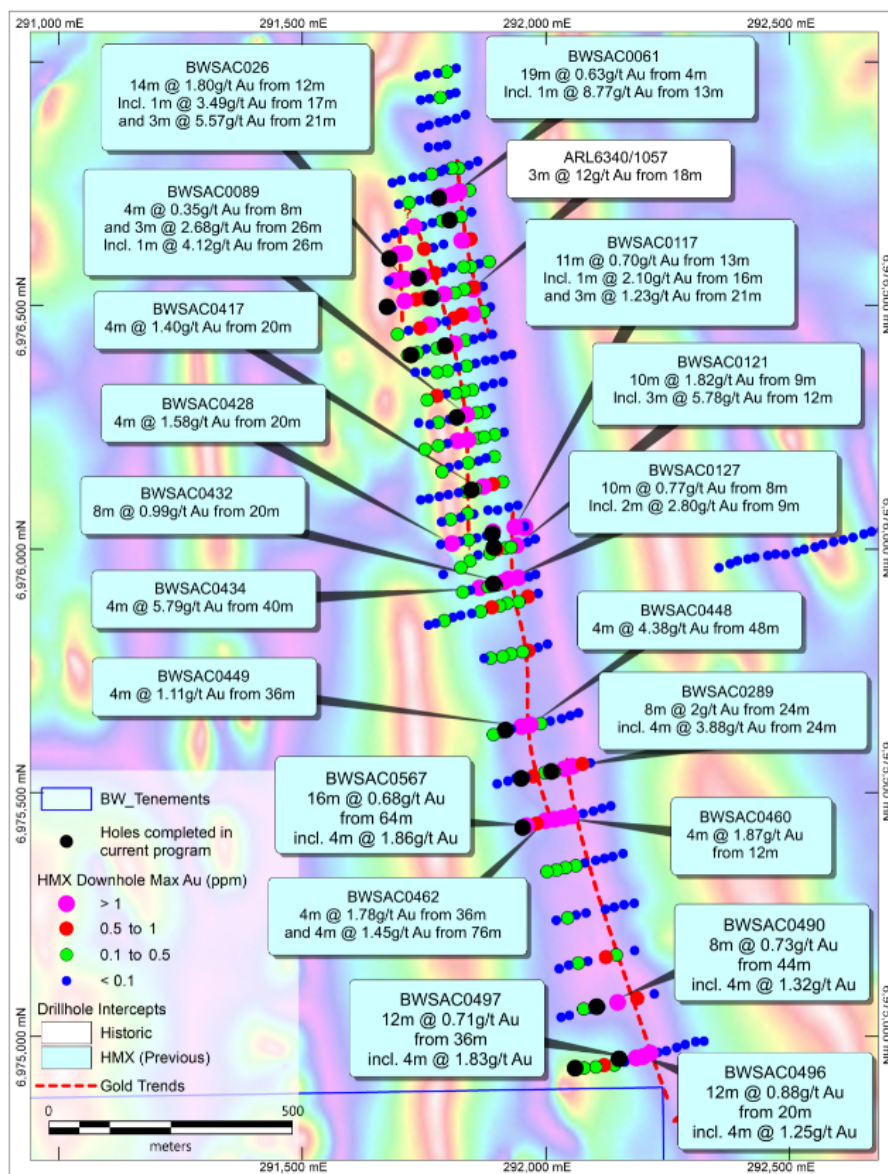 291,000 mE
291,500 mE
292,000 mE
292,500 mE
BWSAC026
14m @ 1.80g/t Au from 12m
Incl. 1m @ 3.49g/t Au from 17m
and 3m @ 5.57g/t Au from 21m
BWSAC0061
19m @ 0.63g/t Au from 4m
Incl. 1m @ 8.77g/t Au from 13m
ARL6340/1057
3m @ 12g/t Au from 18m
BWSAC0089
4m @ 0.35g/t Au from 8m
and 3m @ 2.68g/t Au from 26m
Incl. 1m @ 4.12g/t Au from 26m
?
BWSAC0117
11m @ 0.70g/t Au from 13m
Incl. 1m @ 2.10g/t Au from 16m
and 3m @ 1.23g/t Au from 21m
6,976,500 mN
6,976,500 mN
BWSAC0417
4m @ 1.40g/t Au from 20m
BWSAC0121
10m @ 1.82g/t Au from 9m
Incl. 3m @ 5.78g/t Au from 12m
BWSAC0428
4m @ 1.58g/t Au from 20m
BWSAC0127
10m @ 0.77g/t Au from 8m
Incl. 2m @ 2.80g/t Au from 9m
BWSAC0432
8m @ 0.99g/t Au from 20m
6,976,000 mN
6,976,000 mN
BWSAC0434
4m @ 5.79g/t Au from 40m
BWSAC0448
4m @ 4.38g/t Au from 48m
BWSAC0449
4m @ 1.11g/t Au from 36m
BWSAC0289
8m @ 2g/t Au from 24m
incl. 4m @ 3.88g/t Au from 24m
6,975,500 mN
6,975,500 mN
BWSAC0567
16m @ 0.68g/t Au
from 64m
incl. 4m @ 1.86g/t Au
BWSAC0460
4m @ 1.87g/t Au
from 12m
BWSAC0462
4m @ 1.78g/t Au from 36m
and 4m @ 1.45g/t Au from 76m
BWSAC0490
8m @ 0.73g/t Au
from 44m
incl. 4m @ 1.32g/t Au
BWSAC0497
12m @ 0.71g/t Au
from 36m
incl. 4m @ 1.83g/t Au
6,975,000 mN
6,975,000 mN
BWSAC0496
12m @ 0.88g/t Au
from 20m
incl. 4m @ 1.25g/t Au
BW_Tenements
Holes completed in
current program
HMX Downhole Max Au (ppm)
> 1
0.5 to 1
0.1 to 0.5
< 0.1
Drillhole Intercepts
Historic
HMX (Previous)
Gold Trends
0
500
meters